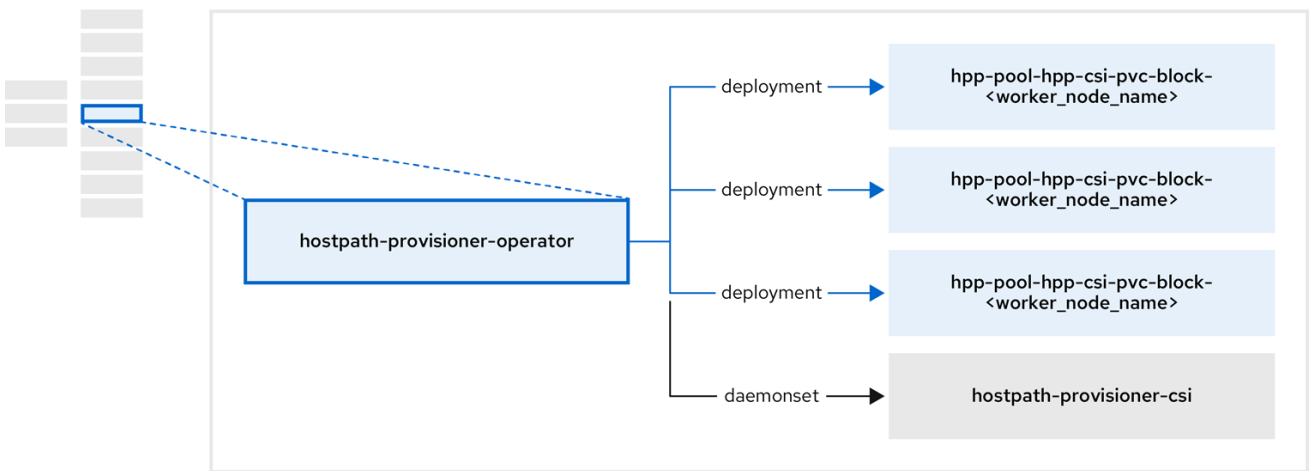 deployment
hpp-pool-hpp-csi-pvc-block-
<worker_node_name>
deployment
hpp-pool-hpp-csi-pvc-block-
<worker_node_name>
hostpath-provisioner-operator
deployment
hpp-pool-hpp-csi-pvc-block-
<worker_node_name>
daemonset
hostpath-provisioner-csi